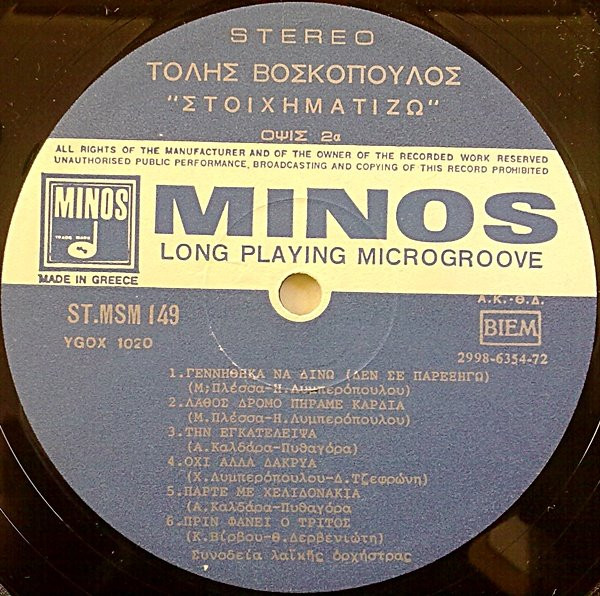 STEREO
ΤΟΛΗΣ ΒΟΣΚΟΠΟΥΛΟΣ
"ΣΤΟΙΧΗΜΑΤΙΖΩ"
ΟΨΙΣ 2α
ALL RIGHTS OF THE MANUFACTURER AND OF THE OWNER OF THE RECORDED WORK RESERVED
UNAUTHORISED PUBLIC PERFORMANCE, BROADCASTING AND COPYING OF THIS RECORD PROHIBITED
MINOS
TRADE MARK
MADE IN GREECE
MINOS
LONG PLAYING MICROGROOVE
ST.MSM 149
YGOX 1020
Α.Κ.-Θ.Δ.
BIEM
2998-6354-72
1.ΓΕΝΝΗΘΗΚΑ ΝΑ ΔΙΝΩ (ΔΕΝ ΣΕ ΠΑΡΕΞΗΓΩ)
(Μ.Πλέσσα-Η.Λυμπερόπουλου)
2.ΛΑΘΟΣ ΔΡΟΜΟ ΠΗΡΑΜΕ ΚΑΡΔΙΑ
(Μ.Πλέσσα-Η.Λυμπερόπουλου)
3.ΤΗΝ ΕΓΚΑΤΕΛΕΙΨΑ
(Α.Καλδάρα-Πυθαγόρα)
4.ΟΧΙ ΑΛΛΑ ΔΑΚΡΥΑ
(Χ.Λυμπερόπουλου-Δ.Τζεφρώνη)
5.ΠΑΡΤΕ ΜΕ ΧΕΛΙΔΟΝΑΚΙΑ
(Α.Καλδάρα-Πυθαγόρα
6.ΠΡΙΝ ΦΑΝΕΙ Ο ΤΡΙΤΟΣ
(Κ.Βίρβου-Θ.Δερβενιώτη)
Συνοδεία λαϊκῆς ὀρχήστρας